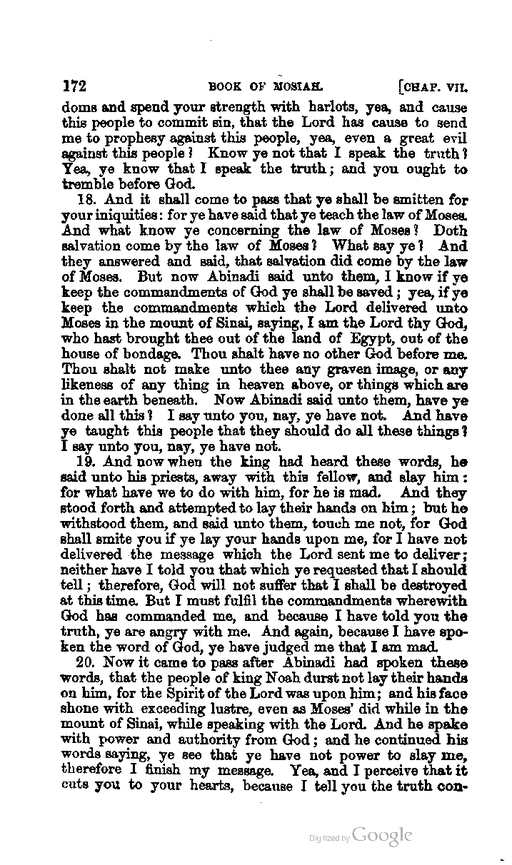 172 BOOK OF MOSIAH. [CHAP. VII.
doms and spend your strength with harlots, yea, and cause
this people to commit sin, that the Lord has cause to send
me to prophesy against this people, yea, even a great evil
against this people? Know ye not that I speak the truth?
Yea, ye know that I speak the truth; and you ought to
tremble before God.
18. And it shall come to pass that ye shall be smitten for
your iniquities: for ye have said that ye teach the law of Moses.
And what know ye concerning the law of Moses? Doth
salvation come by the law of Moses? What say ye? And
they answered and said, that salvation did come by the law
of Moses. But now Abinadi said unto them, I know if ye
keep the commandments of God ye shall be saved; yea, if ye
keep the commandments which the Lord delivered unto
Moses in the mount of Sinai, saying, I am the Lord thy God,
who hast brought thee out of the land of Egypt, out of the
house of bondage. Thou shalt have no other God before me.
Thou shalt not make unto thee any graven image, or any
likeness of any thing in heaven above, or things which are
in the earth beneath. Now Abinadi said unto them, have ye
done all this? I say unto you, nay, ye have not. And have
ye taught this people that they should do all these things?
I say unto you, nay, ye have not.
19. And now when the king had heard these words, he
said unto his priests, away with this fellow, and slay him:
for what have we to do with him, for he is mad. And they
stood forth and attempted to lay their hands on him; but he
withstood them, and said unto them, touch me not, for God
shall smite you if ye lay your hands upon me, for I have not
delivered the message which the Lord sent me to deliver;
neither have I told you that which ye requested that I should
tell; therefore, God will not suffer that I shall be destroyed
at this time. But I must fulfil the commandments wherewith
God has commanded me, and because I have told you the
truth, ye are angry with me. And again, because I have spo-
ken the word of God, ye have judged me that I am mad.
20. Now it came to pass after Abinadi had spoken these
words, that the people of king Noah durst not lay their hands
on him, for the Spirit of the Lord was upon him; and his face
shone with exceeding lustre, even as Moses' did while in the
mount of Sinai, while speaking with the Lord. And he spake
with power and authority from God; and he continued his
words saying, ye see that ye have not power to slay me,
therefore I finish my message. Yea, and I perceive that it
cuts you to your hearts, because I tell you the truth con-
Digitized by Google